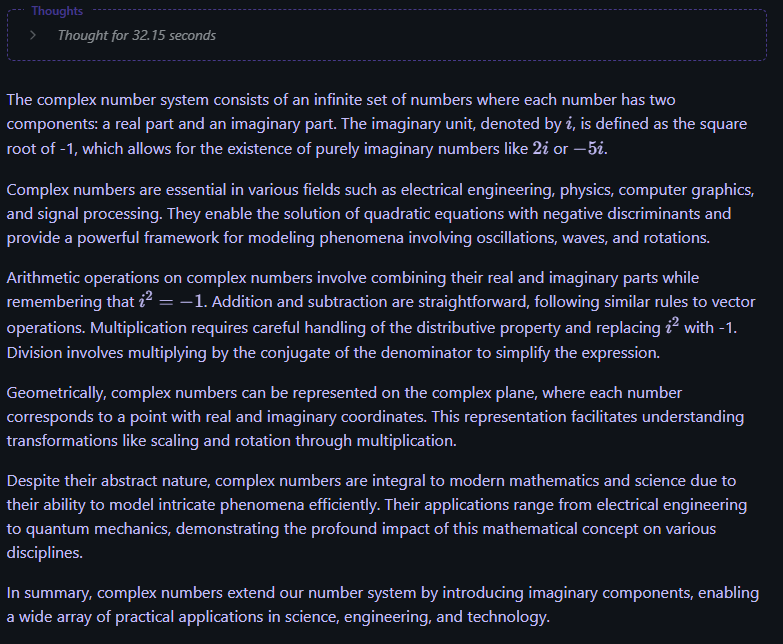 Thoughts
Thought for 32.15 seconds
The complex number system consists of an infinite set of numbers where each number has two
components: a real part and an imaginary part. The imaginary unit, denoted by i, is defined as the square
root of -1, which allows for the existence of purely imaginary numbers like 2i or −5i.
Complex numbers are essential in various fields such as electrical engineering, physics, computer graphics,
and signal processing. They enable the solution of quadratic equations with negative discriminants and
provide a powerful framework for modeling phenomena involving oscillations, waves, and rotations.
Arithmetic operations on complex numbers involve combining their real and imaginary parts while
remembering that i² = −1. Addition and subtraction are straightforward, following similar rules to vector
operations. Multiplication requires careful handling of the distributive property and replacing i² with -1.
Division involves multiplying by the conjugate of the denominator to simplify the expression.
Geometrically, complex numbers can be represented on the complex plane, where each number
corresponds to a point with real and imaginary coordinates. This representation facilitates understanding
transformations like scaling and rotation through multiplication.
Despite their abstract nature, complex numbers are integral to modern mathematics and science due to
their ability to model intricate phenomena efficiently. Their applications range from electrical engineering
to quantum mechanics, demonstrating the profound impact of this mathematical concept on various
disciplines.
In summary, complex numbers extend our number system by introducing imaginary components, enabling
a wide array of practical applications in science, engineering, and technology.